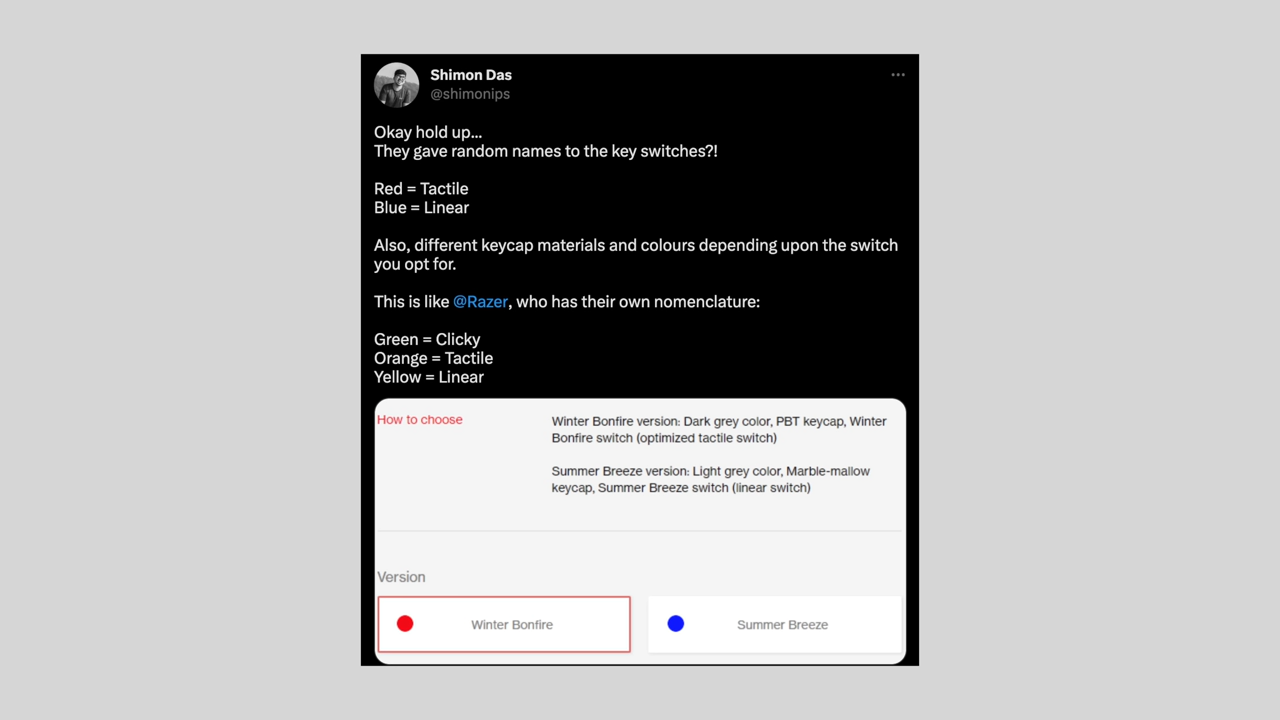 Shimon Das
@shimonips
Okay hold up...
They gave random names to the key switches?!
Red = Tactile
Blue = Linear
Also, different keycap materials and colours depending upon the switch
you opt for.
This is like @Razer, who has their own nomenclature:
Green = Clicky
Orange = Tactile
Yellow = Linear
How to choose
Winter Bonfire version: Dark grey color, PBT keycap, Winter
Bonfire switch (optimized tactile switch)
Summer Breeze version: Light grey color, Marble-mallow
keycap, Summer Breeze switch (linear switch)
Version
Winter Bonfire
Summer Breeze